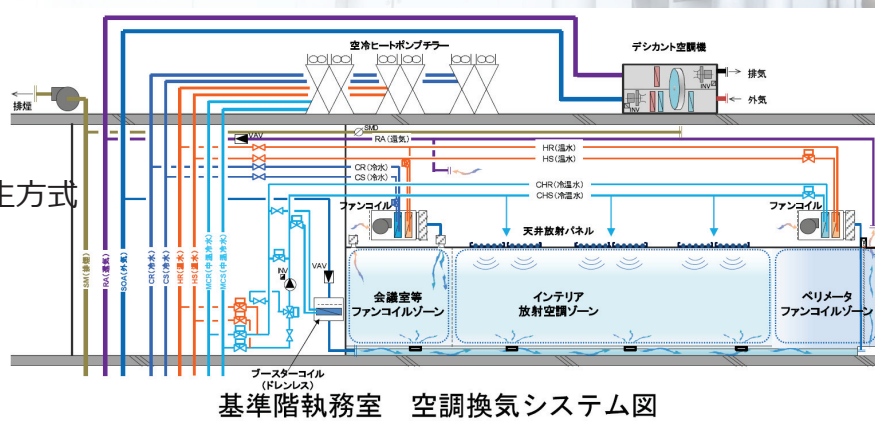 空冷ヒートポンプチラー
デシカント空調機
排気
外気
INV
INV
排煙
SMD
VAV
RA(還気)
HR(温水)
HS(温水)
CR(冷水)
CS(冷水)
CHR(冷温水)
CHS(冷温水)
生方式
ファンコイル
ファンコイル
天井放射パネル
SM(排煙)
RA(還気)
SOA(外気)
CR(冷水)
CS(冷水)
HR(温水)
HS(温水)
MCR(中温冷水)
MCS(中温冷水)
INV
VAV
会議室等
ファンコイルゾーン
インテリア
放射空調ゾーン
ペリメータ
ファンコイルゾーン
ブースターコイル
(ドレンレス)
基準階執務室 空調換気システム図